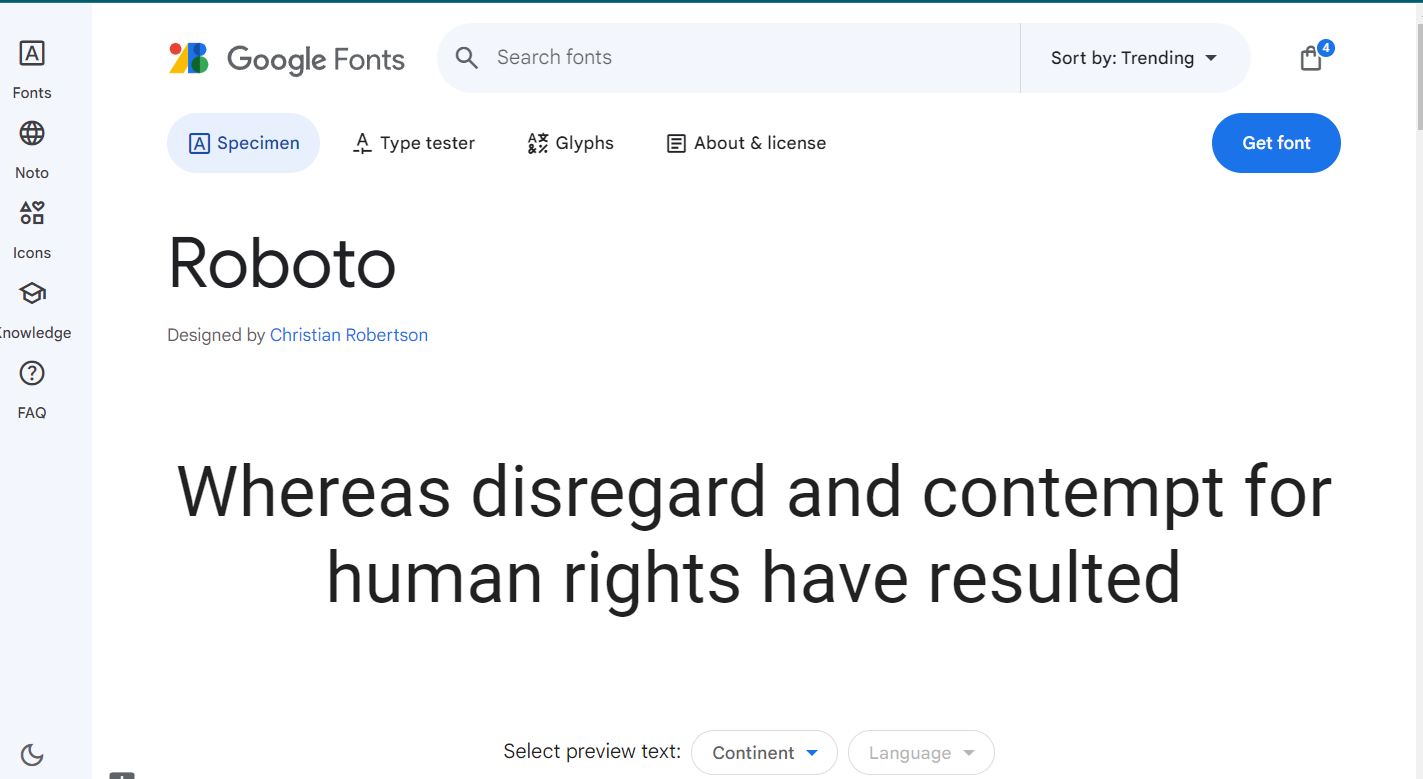 Google Fonts
Search fonts
Sort by: Trending
4
Fonts
Noto
Icons
Knowledge
FAQ
Specimen
Type tester
Glyphs
About & license
Get font
Roboto
Designed by Christian Robertson
Whereas disregard and contempt for
human rights have resulted
Select preview text:
Continent
Language